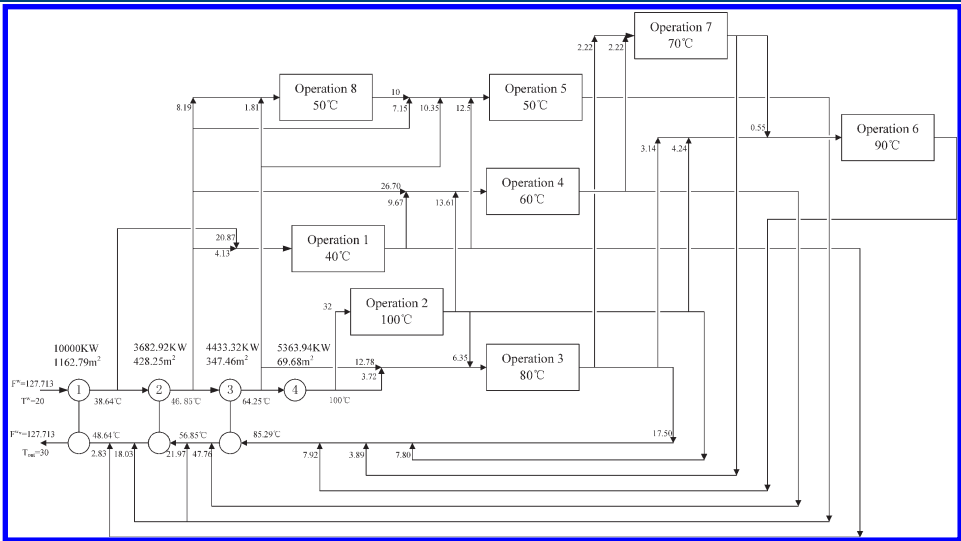 Operation 7
70℃
2.22
2.22
Operation 8
50℃
10
7.15
8.19
1.81
10.35
12.5
Operation 5
50℃
0.55
3.14
4.24
Operation 6
90℃
26.70
9.67
13.61
Operation 4
60℃
20.87
4.13
Operation 1
40℃
32
Operation 2
100℃
10000KW
1162.79m²
3682.92KW
428.25m²
4433.32KW
347.46m²
5363.94KW
69.68m²
12.78
3.72
6.35
Operation 3
80℃
=127.713
=20
1
38.64℃
2
46.85℃
3
64.25℃
4
100℃
=127.713
Tout=30
48.64℃
56.85℃
85.29℃
17.50
2.83
18.03
21.97
47.76
7.92
3.89
7.80